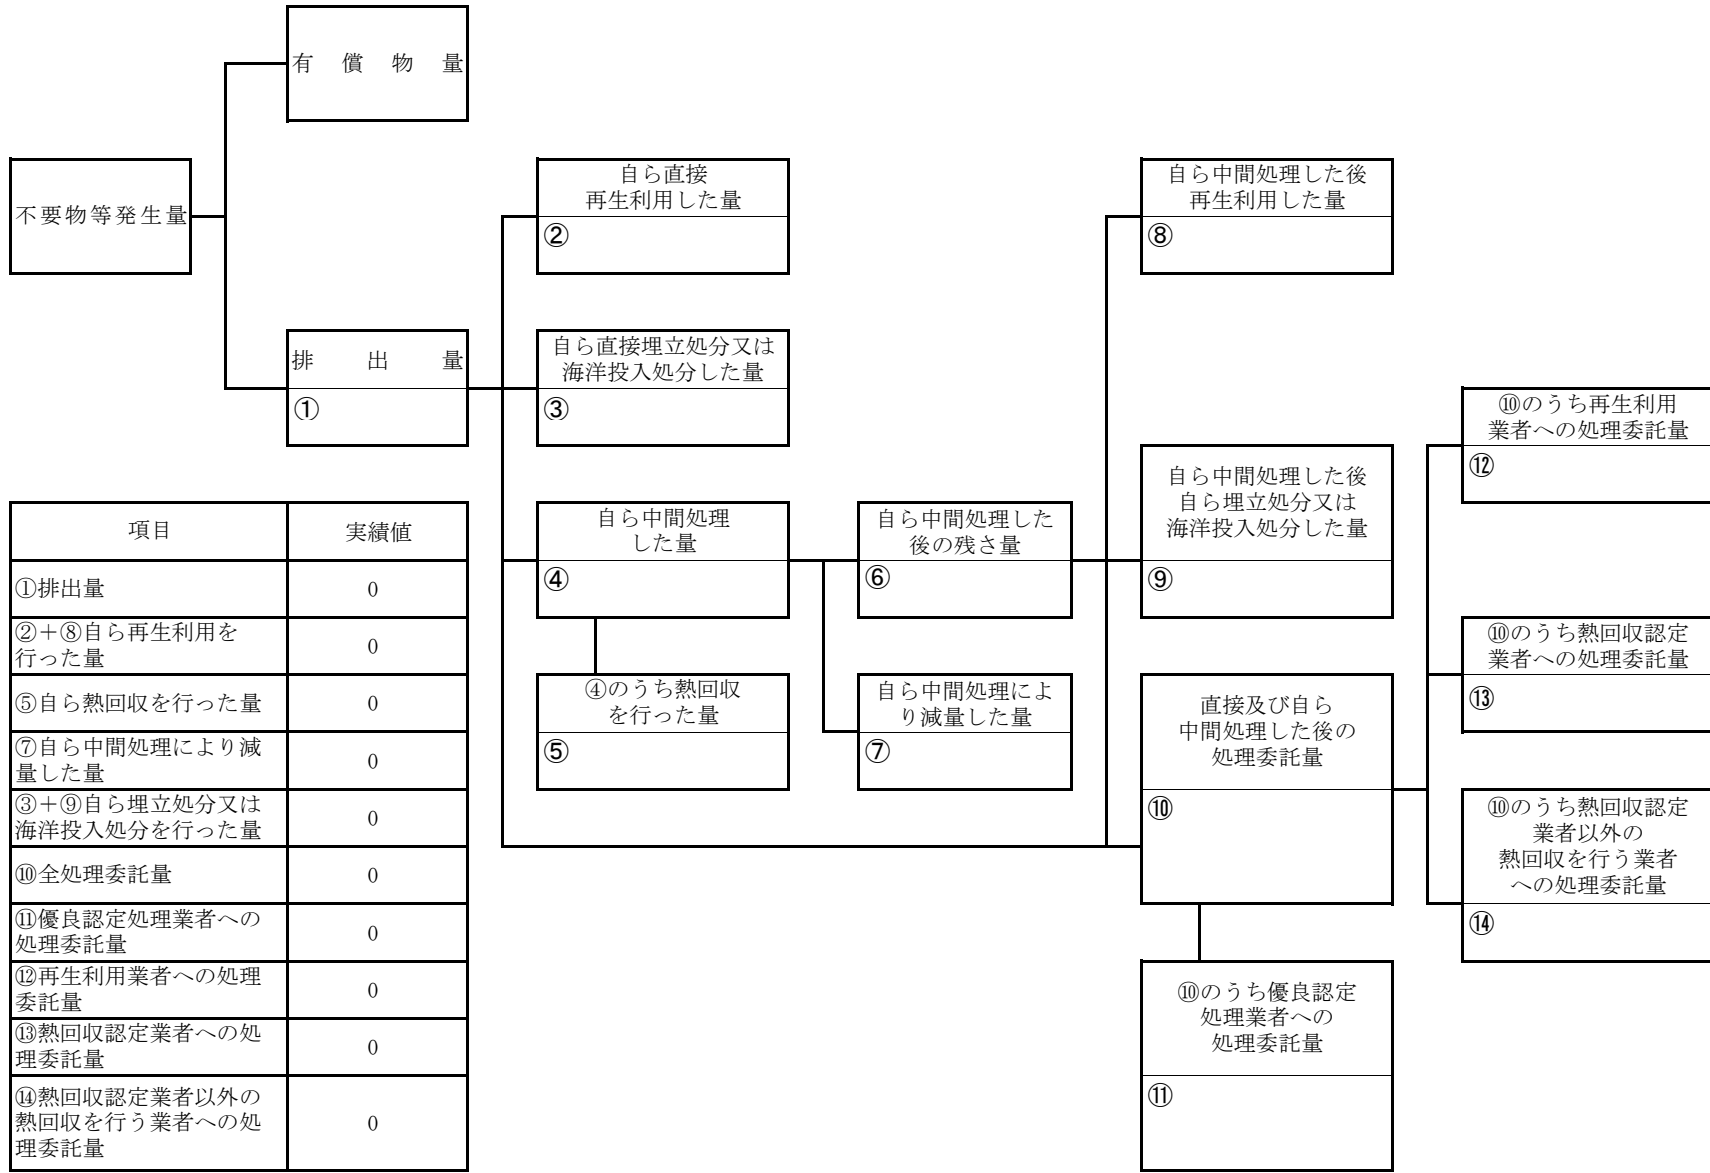 有償物量
不要物等発生量
排出量
①
自ら直接
再生利用した量
②
自ら直接埋立処分又は
海洋投入処分した量
③
自ら中間処理
した量
④
④のうち熱回収
を行った量
⑤
自ら中間処理した
後の残さ量
⑥
自ら中間処理によ
り減量した量
⑦
自ら中間処理した後
再生利用した量
⑧
自ら中間処理した後
自ら埋立処分又は
海洋投入処分した量
⑨
直接及び自ら
中間処理した後の
処理委託量
⑩
⑩のうち優良認定
処理業者への
処理委託量
⑪
⑩のうち再生利用
業者への処理委託量
⑫
⑩のうち熱回収認定
業者への処理委託量
⑬
⑩のうち熱回収認定
業者以外の
熱回収を行う業者
への処理委託量
⑭
項目 実績値
①排出量 0
②+⑧自ら再生利用を
行った量 0
⑤自ら熱回収を行った量 0
⑦自ら中間処理により減
量した量 0
③+⑨自ら埋立処分又は
海洋投入処分を行った量 0
⑩全処理委託量 0
⑪優良認定処理業者への
処理委託量 0
⑫再生利用業者への処理
委託量 0
⑬熱回収認定業者への処
理委託量 0
⑭熱回収認定業者以外の
熱回収を行う業者への処 0
理委託量